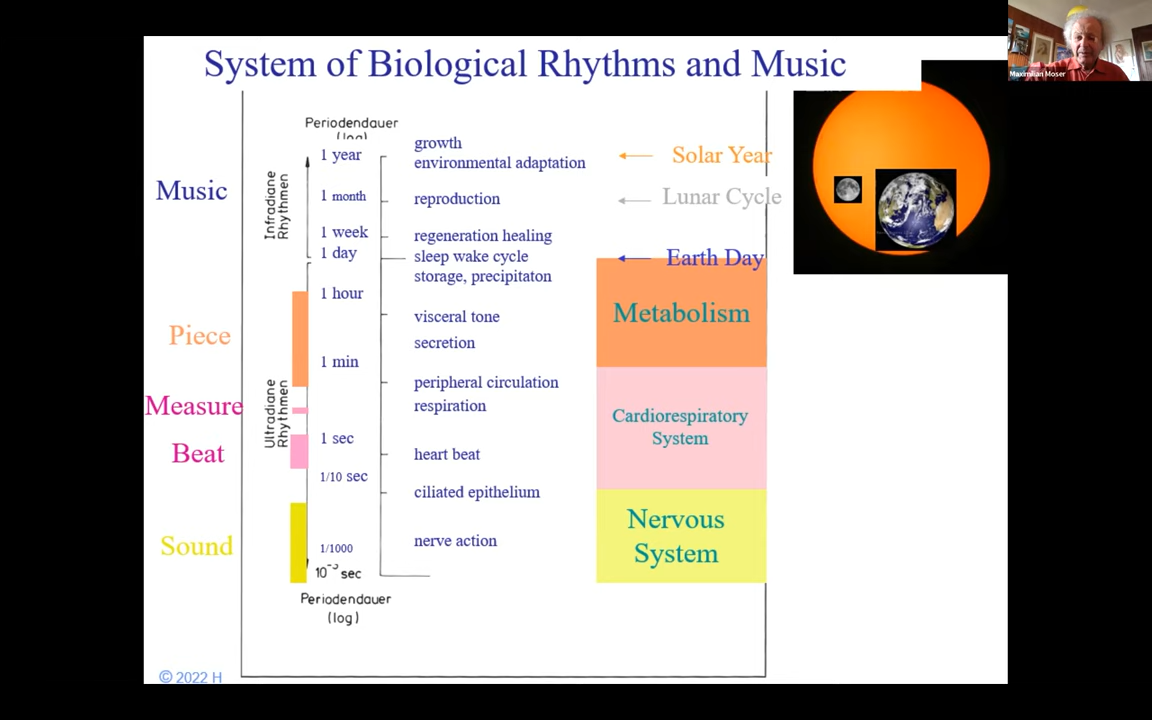 System of Biological Rhythms and Music
Maximilian Moser
Periodendauer
(log)
1 year
1 month
1 week
1 day
1 hour
1 min
1 sec
1/10 sec
1/1000
10⁻³ sec
Periodendauer
(log)
Infradiane
Rhythmen
Ultradiane
Rhythmen
Music
Piece
Measure
Beat
Sound
growth
environmental adaptation
reproduction
regeneration healing
sleep wake cycle
storage, precipitaton
visceral tone
secretion
peripheral circulation
respiration
heart beat
ciliated epithelium
nerve action
Solar Year
Lunar Cycle
Earth Day
Metabolism
Cardiorespiratory
System
Nervous
System
© 2022 H